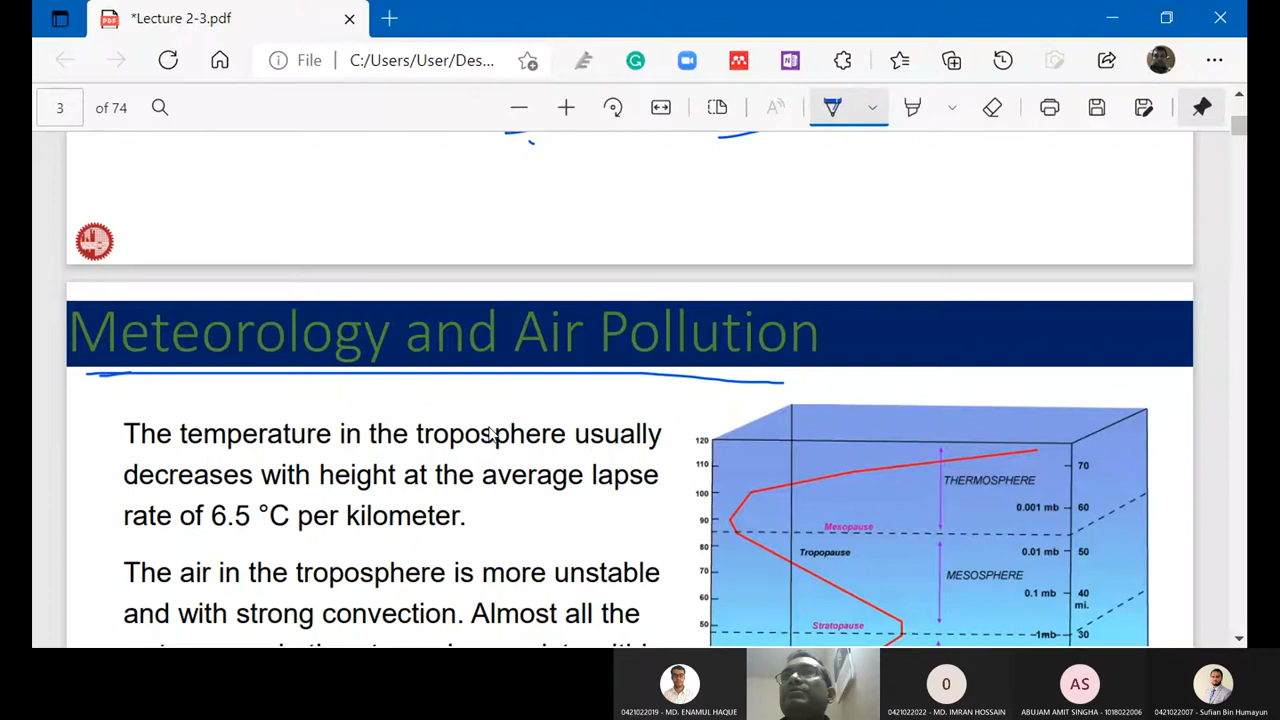 *Lecture 2-3.pdf
File
C:/Users/User/Des...
3 of 74
Meteorology and Air Pollution
The temperature in the troposphere usually
decreases with height at the average lapse
rate of 6.5 °C per kilometer.
The air in the troposphere is more unstable
and with strong convection. Almost all the
120
110
100
90
80
70
60
50
THERMOSPHERE
0.001 mb
Mesopause
Tropopause
0.01 mb
MESOSPHERE
0.1 mb
Stratopause
1mb
70
60
50
40
mi.
30
0
AS
0421022019 - MD. ENAMUL HAQUE
0421022022 - MD. IMRAN HOSSAIN
ABUJAM AMIT SINGHA - 1018022006
0421022007 - Sufian Bin Humayun